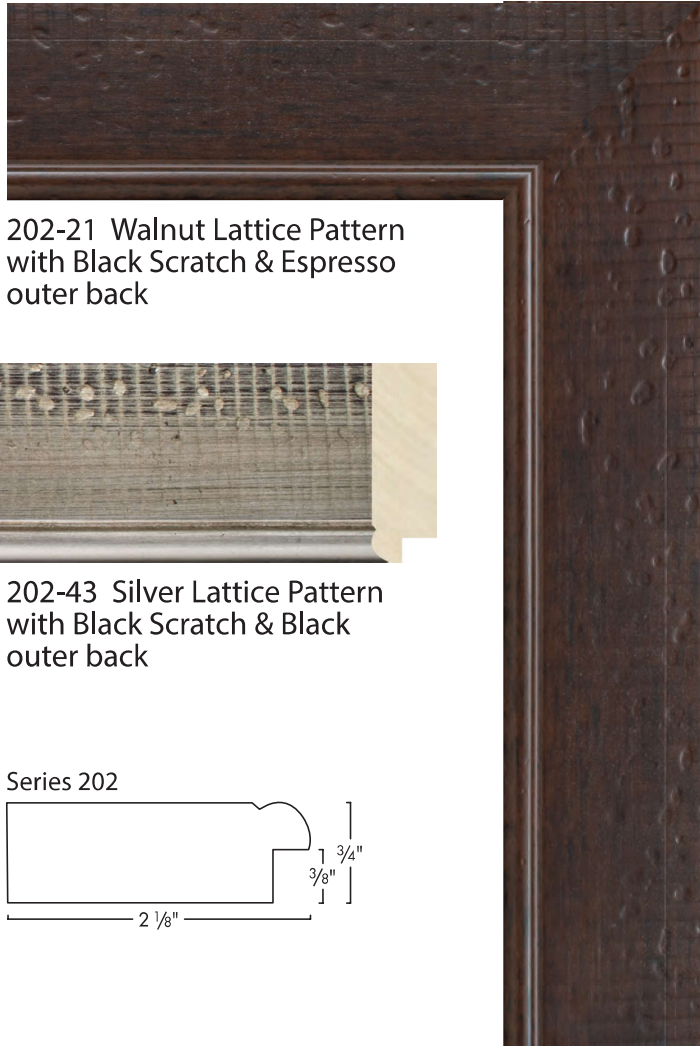 202-21 Walnut Lattice Pattern
with Black Scratch & Espresso
outer back
202-43 Silver Lattice Pattern
with Black Scratch & Black
outer back
Series 202
3/4"
3/8"
2 1/8"